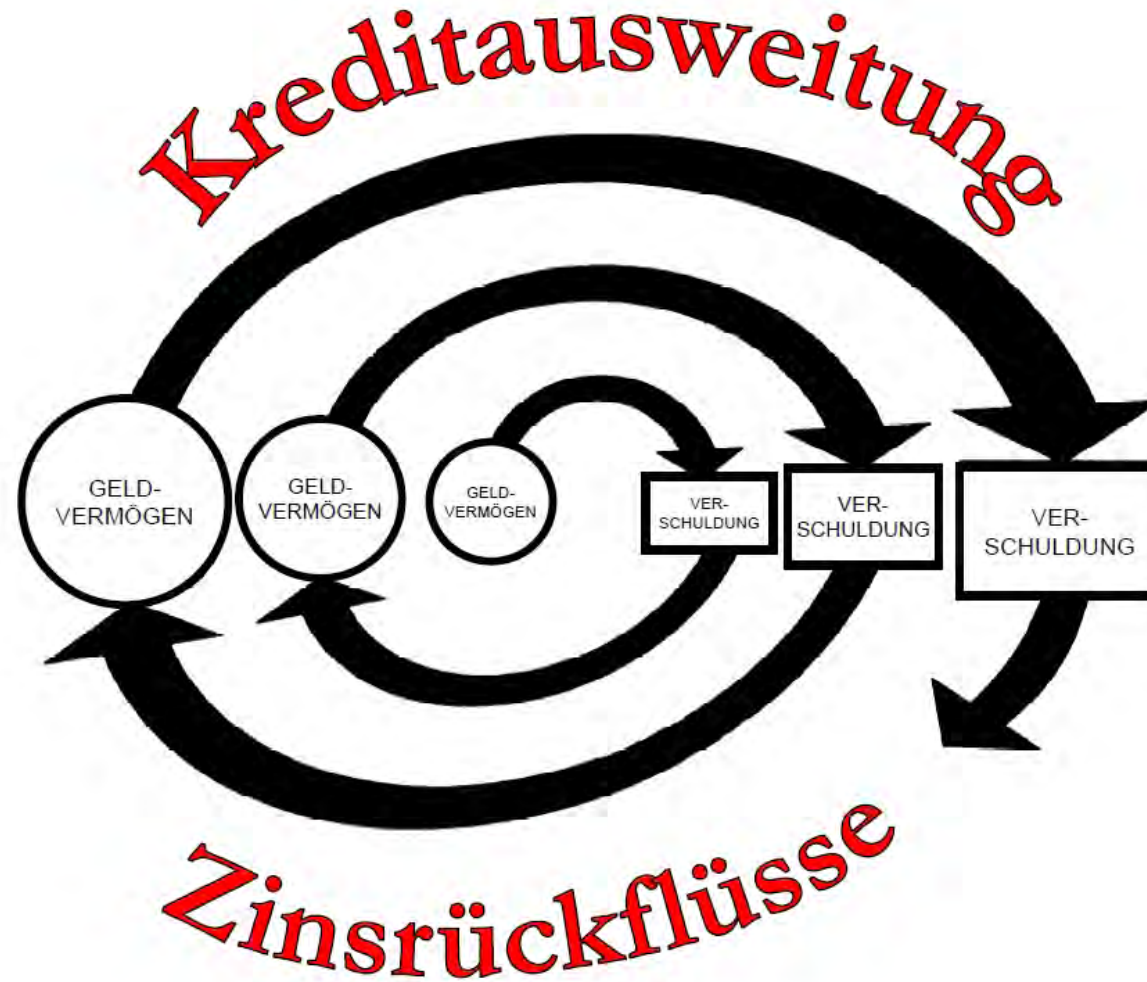 Kreditausweitung
GELD-
VERMÖGEN
GELD-
VERMÖGEN
GELD-
VERMÖGEN
VER-
SCHULDUNG
VER-
SCHULDUNG
VER-
SCHULDUNG
Zinsrückflüsse